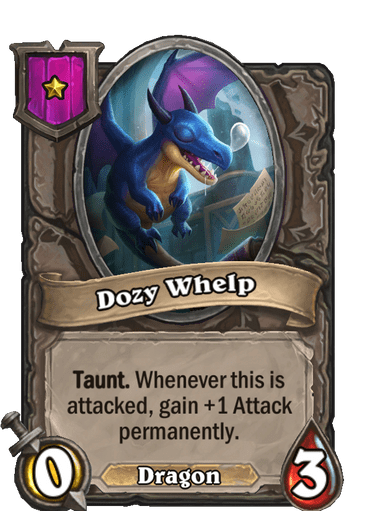 Dozy Whelp
Taunt. Whenever this is
attacked, gain +1 Attack
permanently.
0
Dragon
3